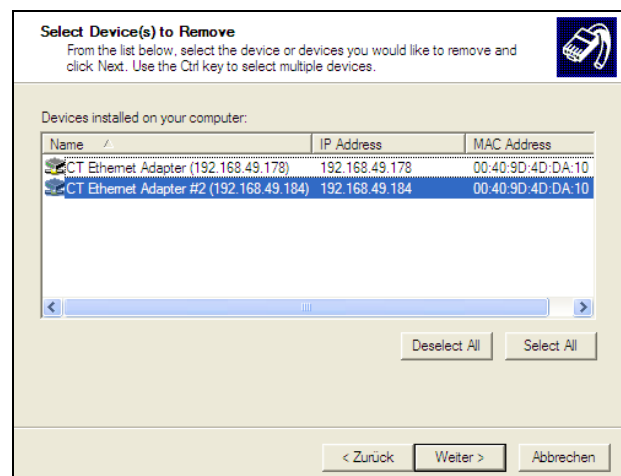 Select Device(s) to Remove
From the list below, select the device or devices you would like to remove and
click Next. Use the Ctrl key to select multiple devices.
Devices installed on your computer:
Name IP Address MAC Address
CT Ethernet Adapter (192.168.49.178) 192.168.49.178 00:40:9D:4D:DA:10
CT Ethernet Adapter #2 (192.168.49.184) 192.168.49.184 00:40:9D:4D:DA:10
Deselect All Select All
< Zurück Weiter > Abbrechen